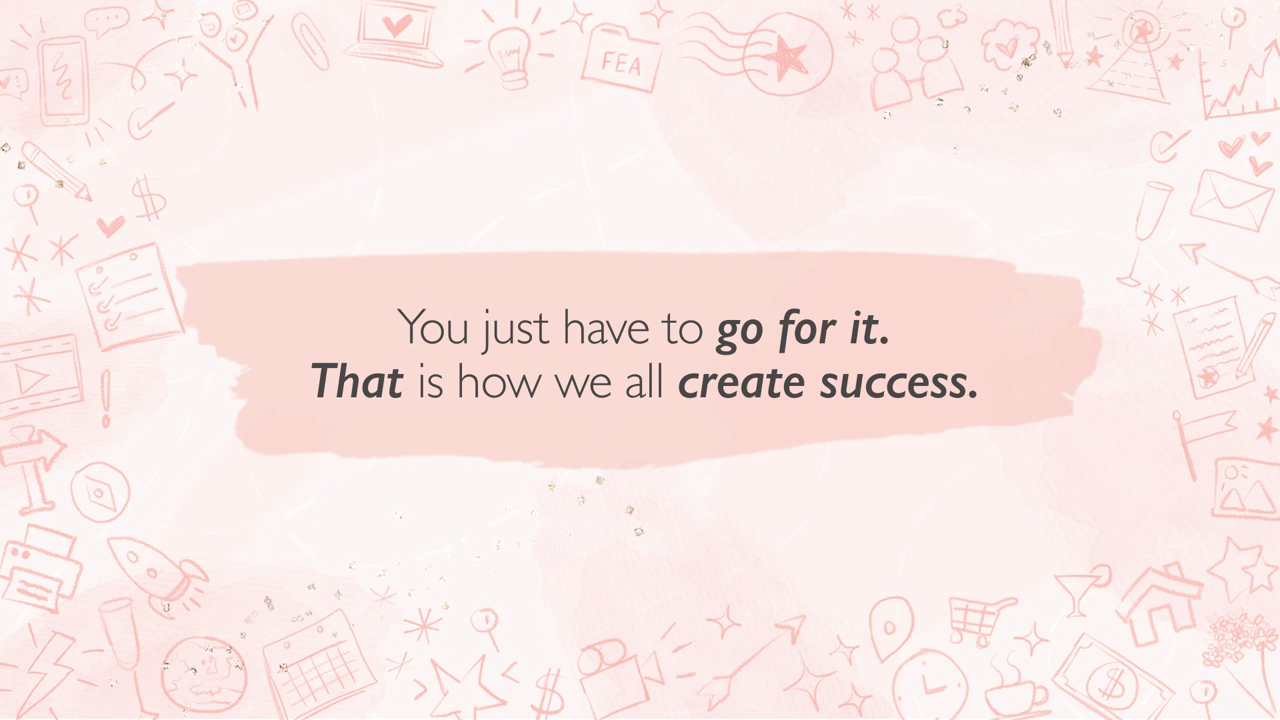 FEA
You just have to go for it.
That is how we all create success.
$
$
$